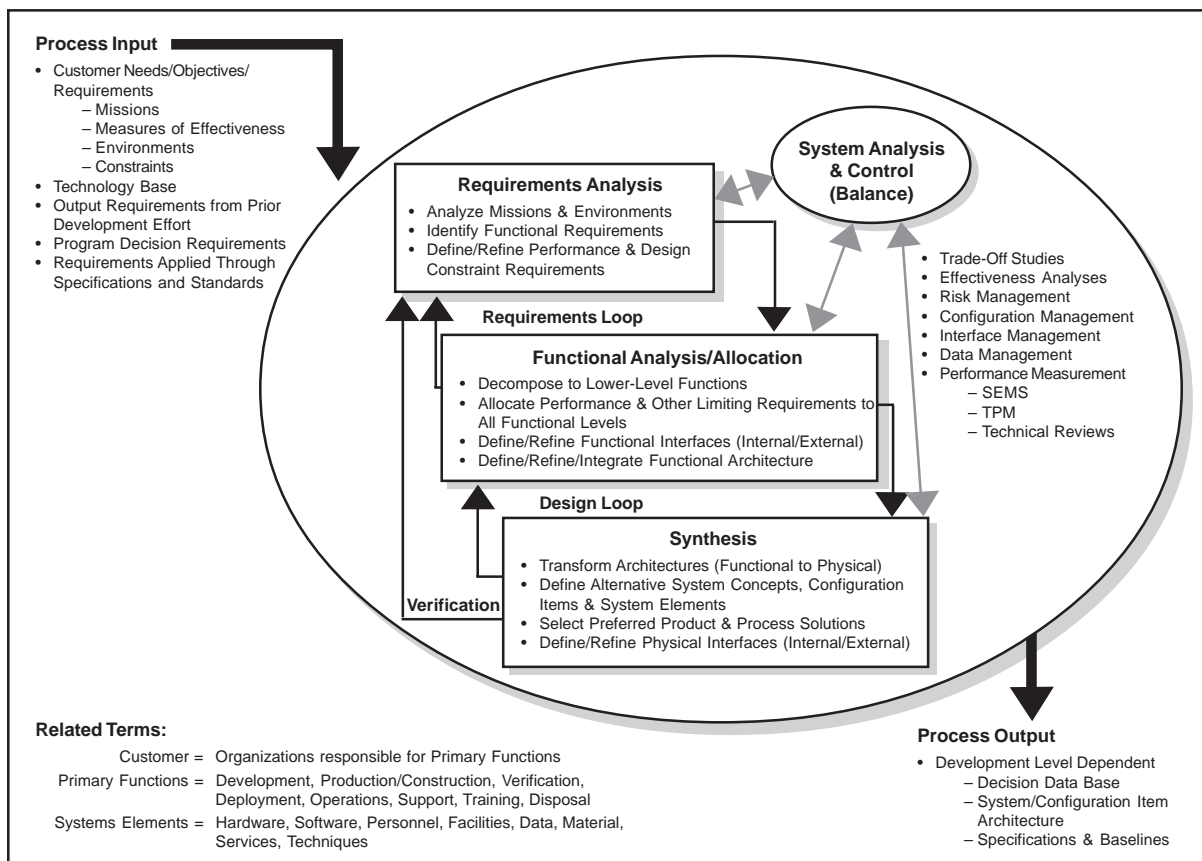 Process Input
• Customer Needs/Objectives/
Requirements
– Missions
– Measures of Effectiveness
– Environments
– Constraints
• Technology Base
• Output Requirements from Prior
Development Effort
• Program Decision Requirements
• Requirements Applied Through
Specifications and Standards
System Analysis
& Control
(Balance)
Requirements Analysis
• Analyze Missions & Environments
• Identify Functional Requirements
• Define/Refine Performance & Design
Constraint Requirements
• Trade-Off Studies
• Effectiveness Analyses
• Risk Management
• Configuration Management
• Interface Management
• Data Management
• Performance Measurement
– SEMS
– TPM
– Technical Reviews
Requirements Loop
Functional Analysis/Allocation
• Decompose to Lower-Level Functions
• Allocate Performance & Other Limiting Requirements to
All Functional Levels
• Define/Refine Functional Interfaces (Internal/External)
• Define/Refine/Integrate Functional Architecture
Design Loop
Synthesis
• Transform Architectures (Functional to Physical)
• Define Alternative System Concepts, Configuration
Items & System Elements
• Select Preferred Product & Process Solutions
• Define/Refine Physical Interfaces (Internal/External)
Verification
Related Terms:
Customer = Organizations responsible for Primary Functions
Primary Functions = Development, Production/Construction, Verification,
Deployment, Operations, Support, Training, Disposal
Systems Elements = Hardware, Software, Personnel, Facilities, Data, Material,
Services, Techniques
Process Output
• Development Level Dependent
– Decision Data Base
– System/Configuration Item
Architecture
– Specifications & Baselines